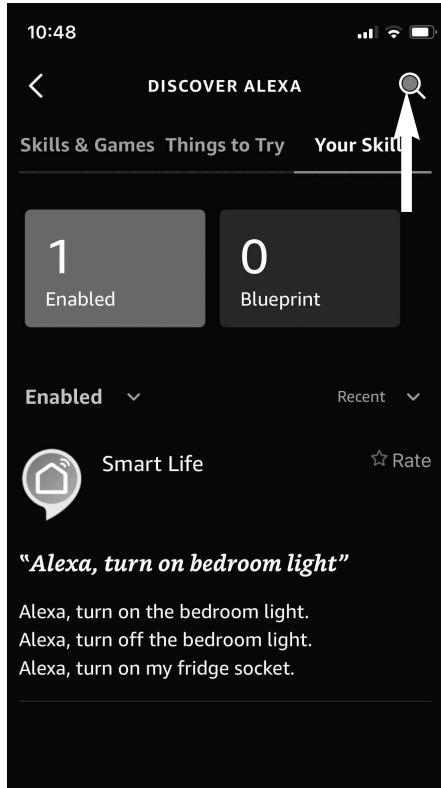 10:48
DISCOVER ALEXA
Skills & Games Things to Try Your Skill
1 0
Enabled Blueprint
Enabled Recent
Smart Life Rate
"Alexa, turn on bedroom light"
Alexa, turn on the bedroom light.
Alexa, turn off the bedroom light.
Alexa, turn on my fridge socket.